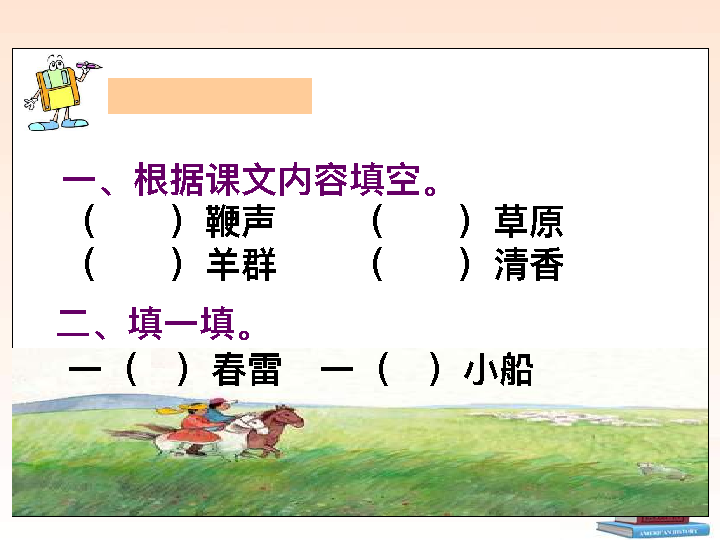 一、根据课文内容填空。
（　　）鞭声　　（　　）草原
（　　）羊群　　（　　）清香
二、填一填。
一（　）春雷　一（　）小船
AMERICAN HISTORY